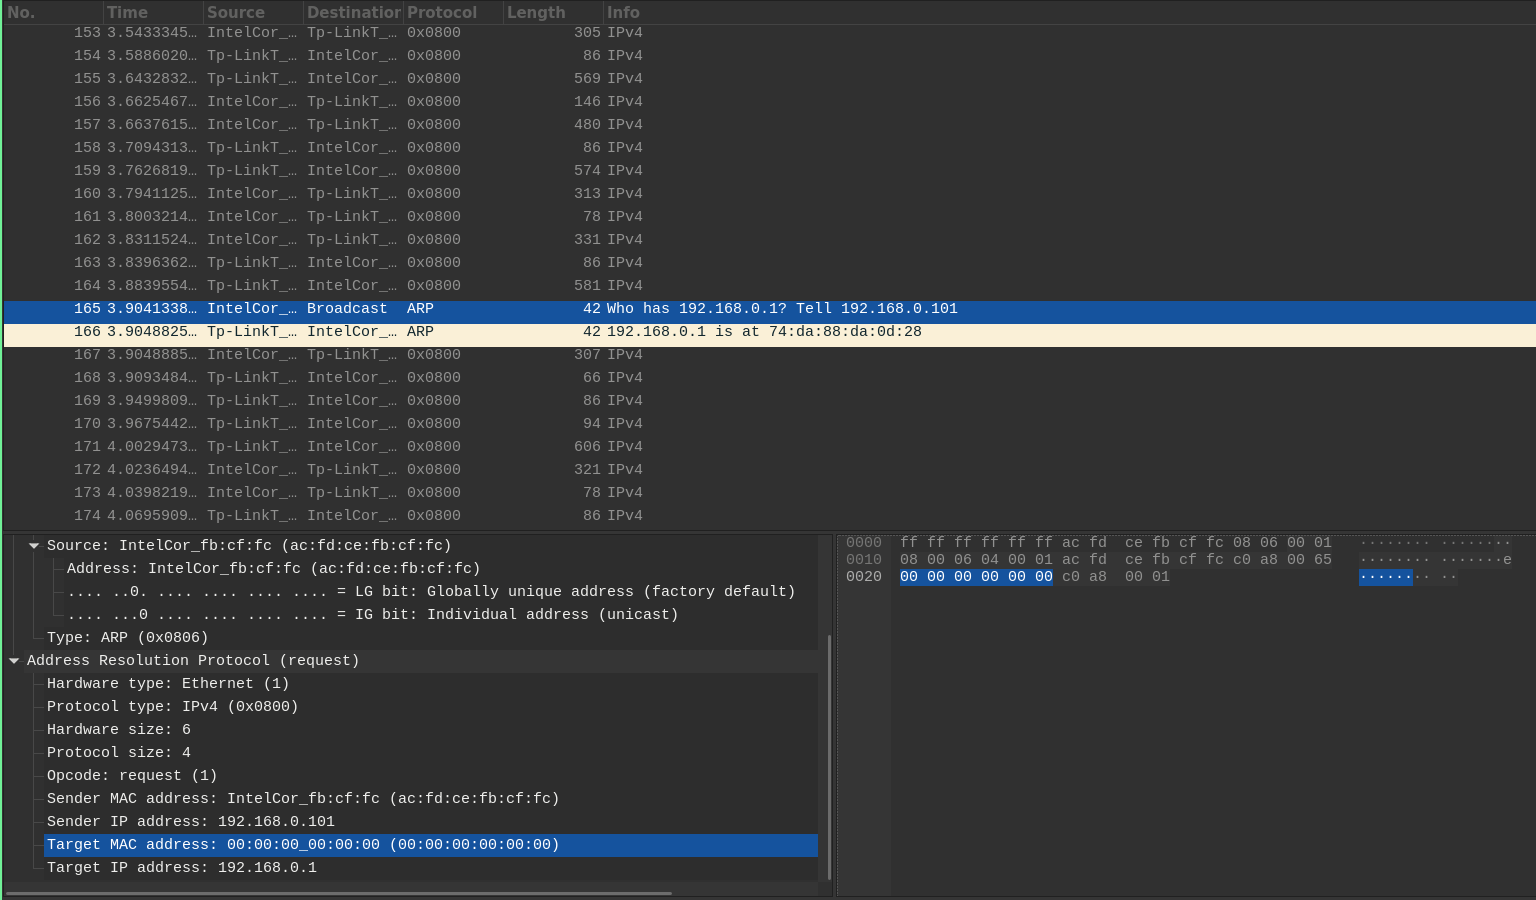 No. Time Source Destination Protocol Length Info
153 3.5433345… IntelCor_… Tp-LinkT_… 0x0800 305 IPv4
154 3.5886020… Tp-LinkT_… IntelCor_… 0x0800 86 IPv4
155 3.6432832… Tp-LinkT_… IntelCor_… 0x0800 569 IPv4
156 3.6625467… IntelCor_… Tp-LinkT_… 0x0800 146 IPv4
157 3.6637615… IntelCor_… Tp-LinkT_… 0x0800 480 IPv4
158 3.7094313… Tp-LinkT_… IntelCor_… 0x0800 86 IPv4
159 3.7626819… Tp-LinkT_… IntelCor_… 0x0800 574 IPv4
160 3.7941125… IntelCor_… Tp-LinkT_… 0x0800 313 IPv4
161 3.8003214… IntelCor_… Tp-LinkT_… 0x0800 78 IPv4
162 3.8311524… IntelCor_… Tp-LinkT_… 0x0800 331 IPv4
163 3.8396362… Tp-LinkT_… IntelCor_… 0x0800 86 IPv4
164 3.8839554… Tp-LinkT_… IntelCor_… 0x0800 581 IPv4
165 3.9041338… IntelCor_… Broadcast ARP 42 Who has 192.168.0.1? Tell 192.168.0.101
166 3.9048825… Tp-LinkT_… IntelCor_… ARP 42 192.168.0.1 is at 74:da:88:da:0d:28
167 3.9048885… IntelCor_… Tp-LinkT_… 0x0800 307 IPv4
168 3.9093484… Tp-LinkT_… IntelCor_… 0x0800 66 IPv4
169 3.9499809… Tp-LinkT_… IntelCor_… 0x0800 86 IPv4
170 3.9675442… Tp-LinkT_… IntelCor_… 0x0800 94 IPv4
171 4.0029473… Tp-LinkT_… IntelCor_… 0x0800 606 IPv4
172 4.0236494… IntelCor_… Tp-LinkT_… 0x0800 321 IPv4
173 4.0398219… IntelCor_… Tp-LinkT_… 0x0800 78 IPv4
174 4.0695909… Tp-LinkT_… IntelCor_… 0x0800 86 IPv4
Source: IntelCor_fb:cf:fc (ac:fd:ce:fb:cf:fc)
Address: IntelCor_fb:cf:fc (ac:fd:ce:fb:cf:fc)
.... ..0. .... .... .... .... = LG bit: Globally unique address (factory default)
.... ...0 .... .... .... .... = IG bit: Individual address (unicast)
Type: ARP (0x0806)
Address Resolution Protocol (request)
Hardware type: Ethernet (1)
Protocol type: IPv4 (0x0800)
Hardware size: 6
Protocol size: 4
Opcode: request (1)
Sender MAC address: IntelCor_fb:cf:fc (ac:fd:ce:fb:cf:fc)
Sender IP address: 192.168.0.101
Target MAC address: 00:00:00_00:00:00 (00:00:00:00:00:00)
Target IP address: 192.168.0.1
0000 ff ff ff ff ff ff ac fd ce fb cf fc 08 06 00 01 ········ ········
0010 08 00 06 04 00 01 ac fd ce fb cf fc c0 a8 00 65 ········ ·······e
0020 00 00 00 00 00 00 c0 a8 00 01 ········ ··